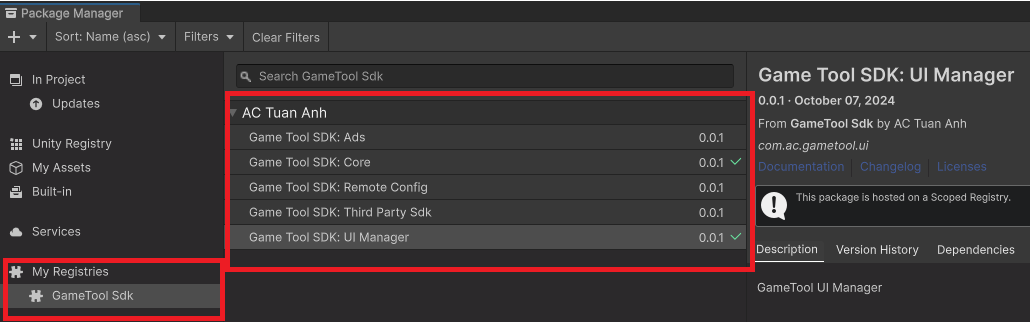 Package Manager
+ Sort: Name (asc) Filters Clear Filters
In Project
Updates
Unity Registry
My Assets
Built-in
Services
My Registries
GameTool Sdk
Search GameTool Sdk
AC Tuan Anh
Game Tool SDK: Ads 0.0.1
Game Tool SDK: Core 0.0.1 ✓
Game Tool SDK: Remote Config 0.0.1
Game Tool SDK: Third Party Sdk 0.0.1
Game Tool SDK: UI Manager 0.0.1 ✓
Game Tool SDK: UI Manager
0.0.1 · October 07, 2024
From GameTool Sdk by AC Tuan Anh
com.ac.gametool.ui
Documentation Changelog Licenses
This package is hosted on a Scoped Registry.
Description Version History Dependencies
GameTool UI Manager